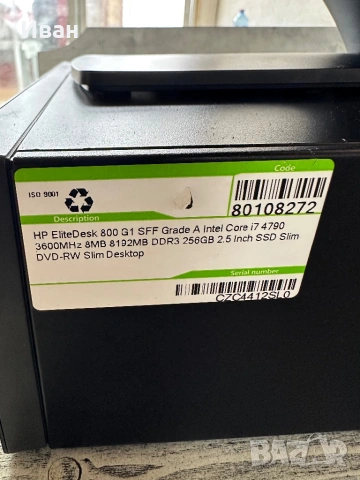 Иван
ISO 9001
Code
80108272
Description
HP EliteDesk 800 G1 SFF Grade A Intel Core i7 4790
3600MHz 8MB 8192MB DDR3 256GB 2.5 Inch SSD Slim
DVD-RW Slim Desktop
Serial number
CZC4412SL0
BAZAR